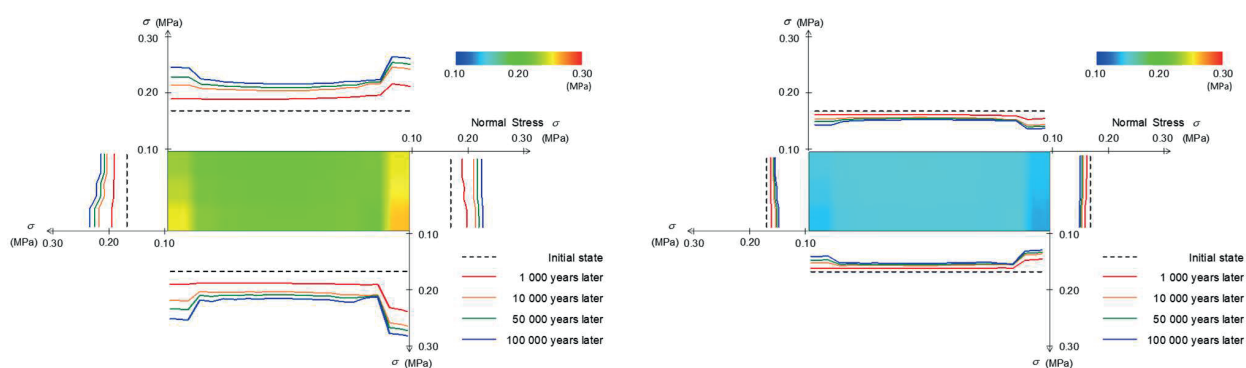 σ (MPa)
0.30
0.20
0.10
0.10 0.20 0.30
(MPa)
Normal Stress σ
0.10 (MPa)
0.20 0.30
σ
(MPa) 0.30 0.20 0.10
0.10
0.20
0.30
σ (MPa)
Initial state
1 000 years later
10 000 years later
50 000 years later
100 000 years later
σ (MPa)
0.30
0.20
0.10
0.10 0.20 0.30
(MPa)
Normal Stress σ
0.10 (MPa)
0.20 0.30
σ
(MPa) 0.30 0.20 0.10
0.10
0.20
0.30
σ (MPa)
Initial state
1 000 years later
10 000 years later
50 000 years later
100 000 years later